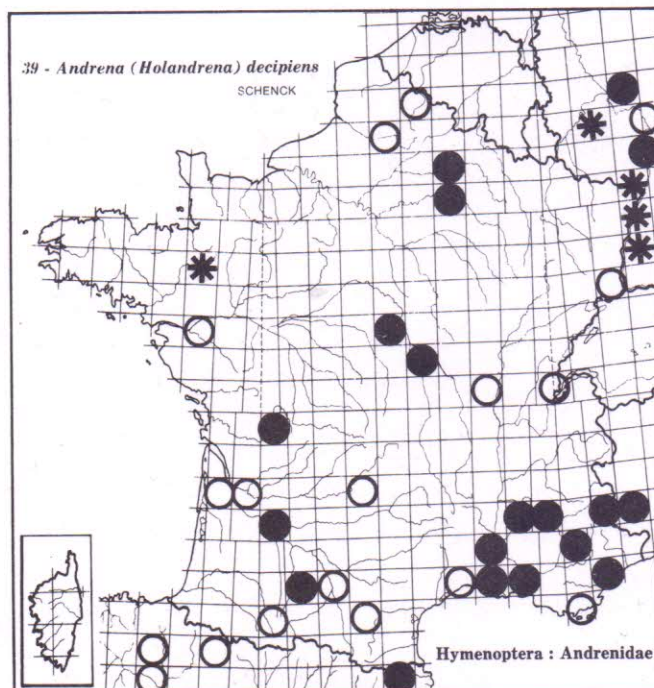 39 - Andrena (Holandrena) decipiens
SCHENCK
Hymenoptera : Andrenidae